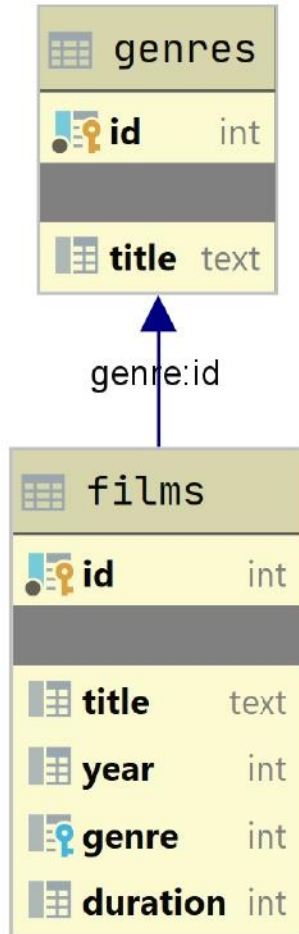 genres
id int
title text
genre:id
films
id int
title text
year int
genre int
duration int